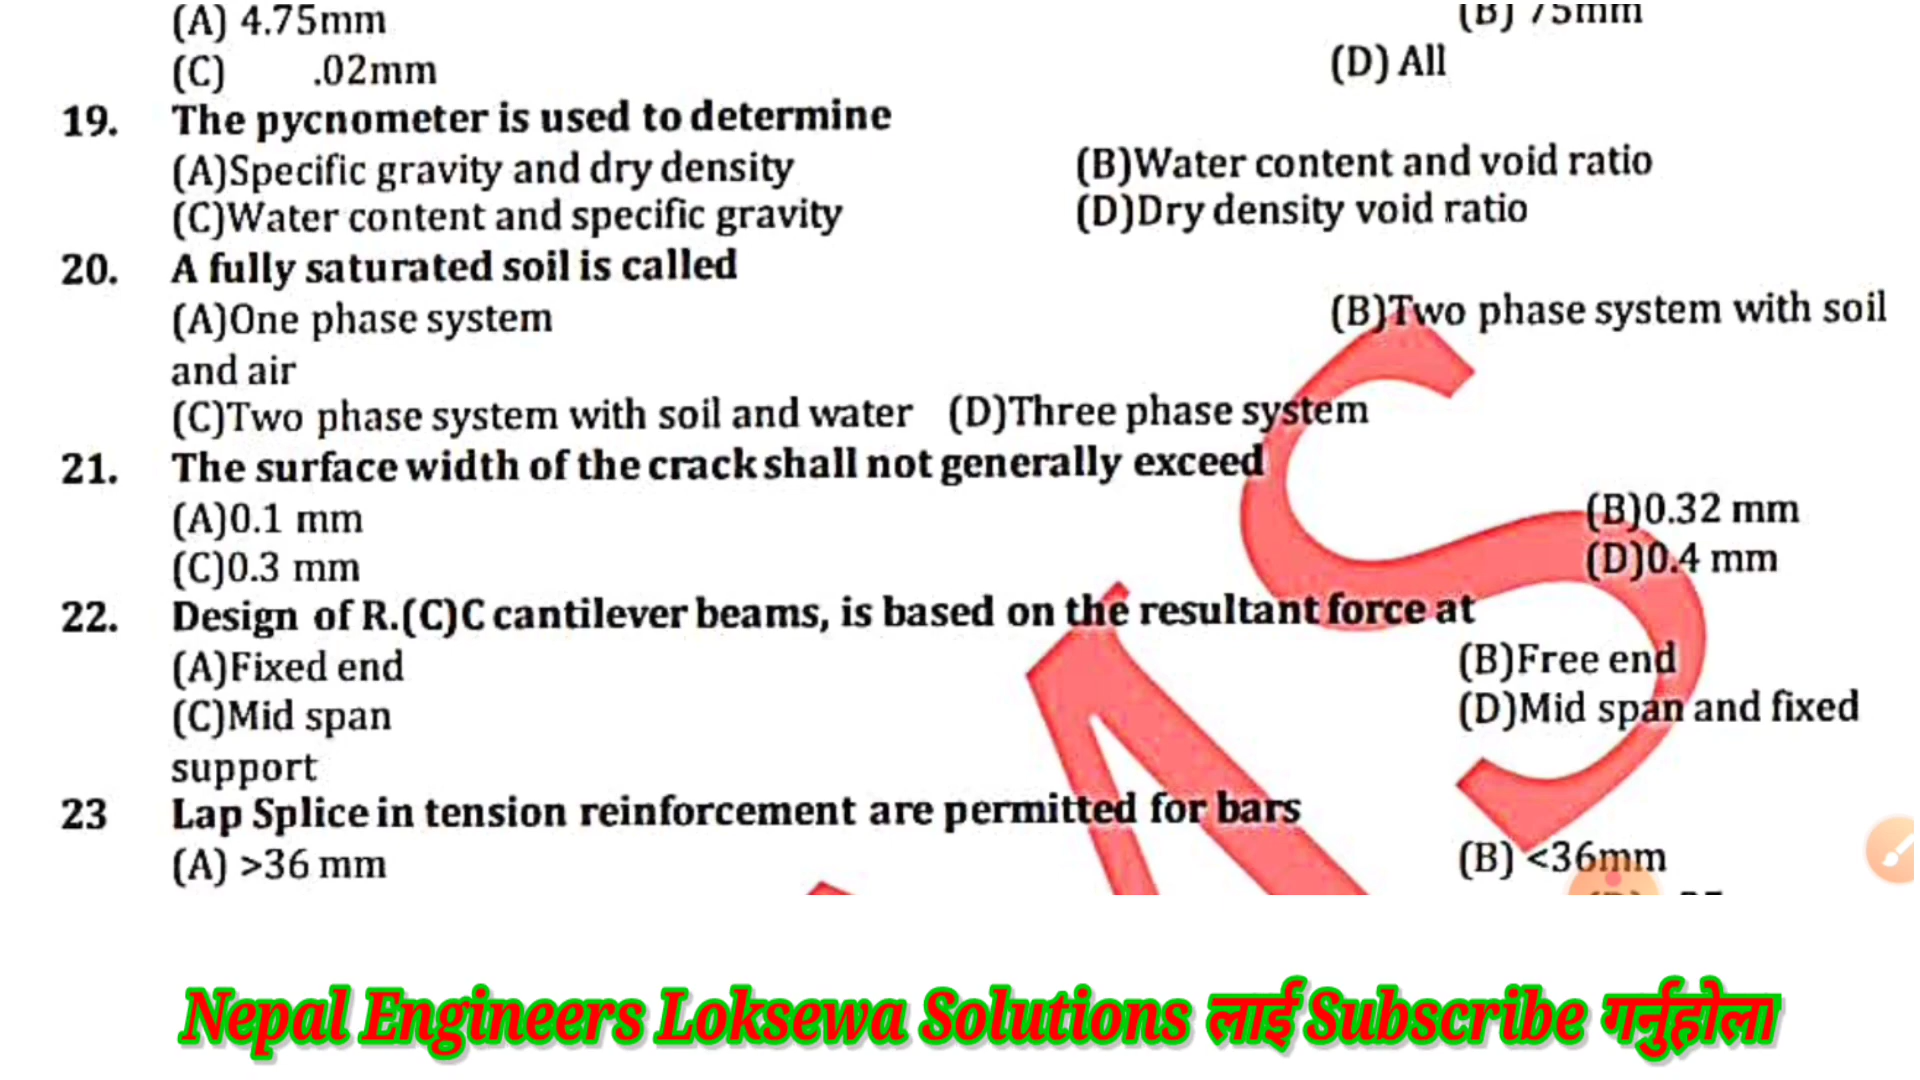 (A) 4.75mm (B) 75mm
(C) .02mm (D) All
19. The pycnometer is used to determine
(A)Specific gravity and dry density (B)Water content and void ratio
(C)Water content and specific gravity (D)Dry density void ratio
20. A fully saturated soil is called
(A)One phase system (B)Two phase system with soil
and air
(C)Two phase system with soil and water (D)Three phase system
21. The surface width of the crack shall not generally exceed
(A)0.1 mm (B)0.32 mm
(C)0.3 mm (D)0.4 mm
22. Design of R.(C)C cantilever beams, is based on the resultant force at
(A)Fixed end (B)Free end
(C)Mid span (D)Mid span and fixed
support
23 Lap Splice in tension reinforcement are permitted for bars
(A) >36 mm (B) <36mm
Nepal Engineers Loksewa Solutions लाई Subscribe गर्नुहोला